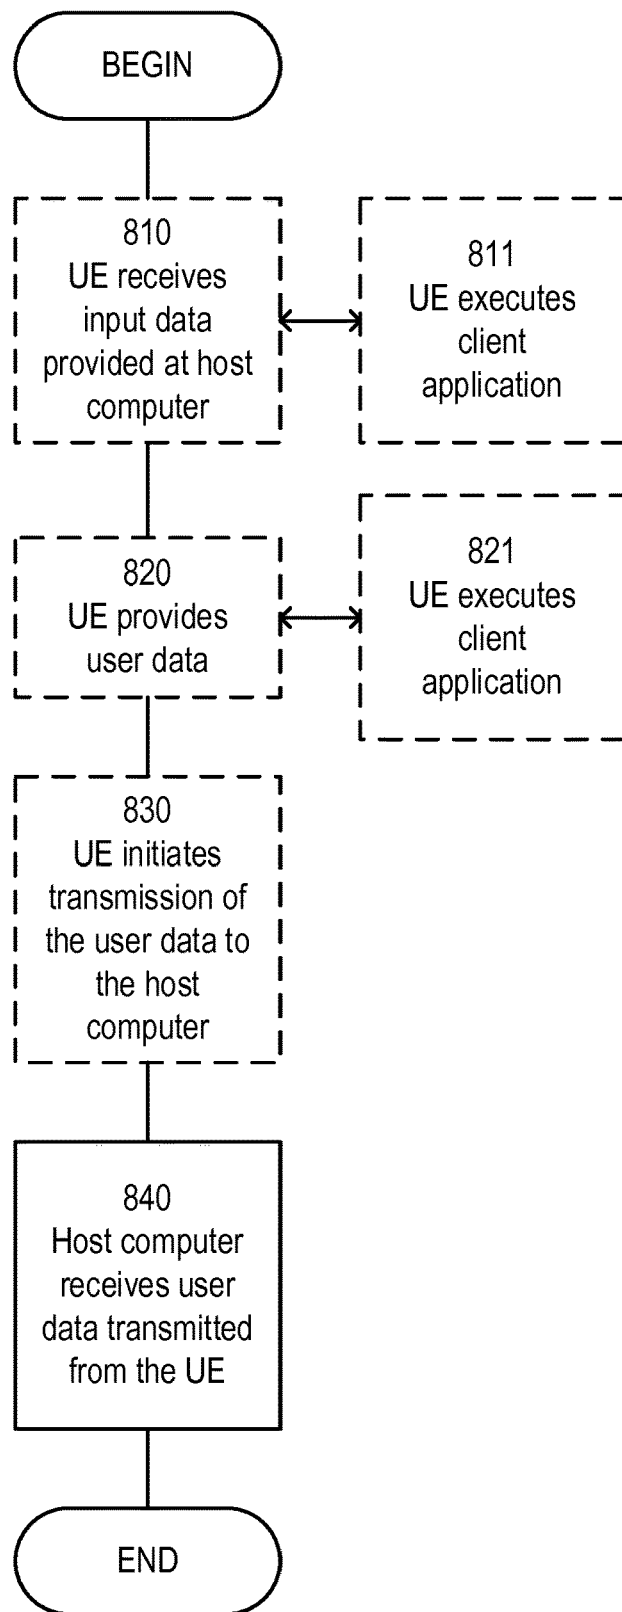 BEGIN
810
UE receives
input data
provided at host
computer
811
UE executes
client
application
820
UE provides
user data
821
UE executes
client
application
830
UE initiates
transmission of
the user data to
the host
computer
840
Host computer
receives user
data transmitted
from the UE
END